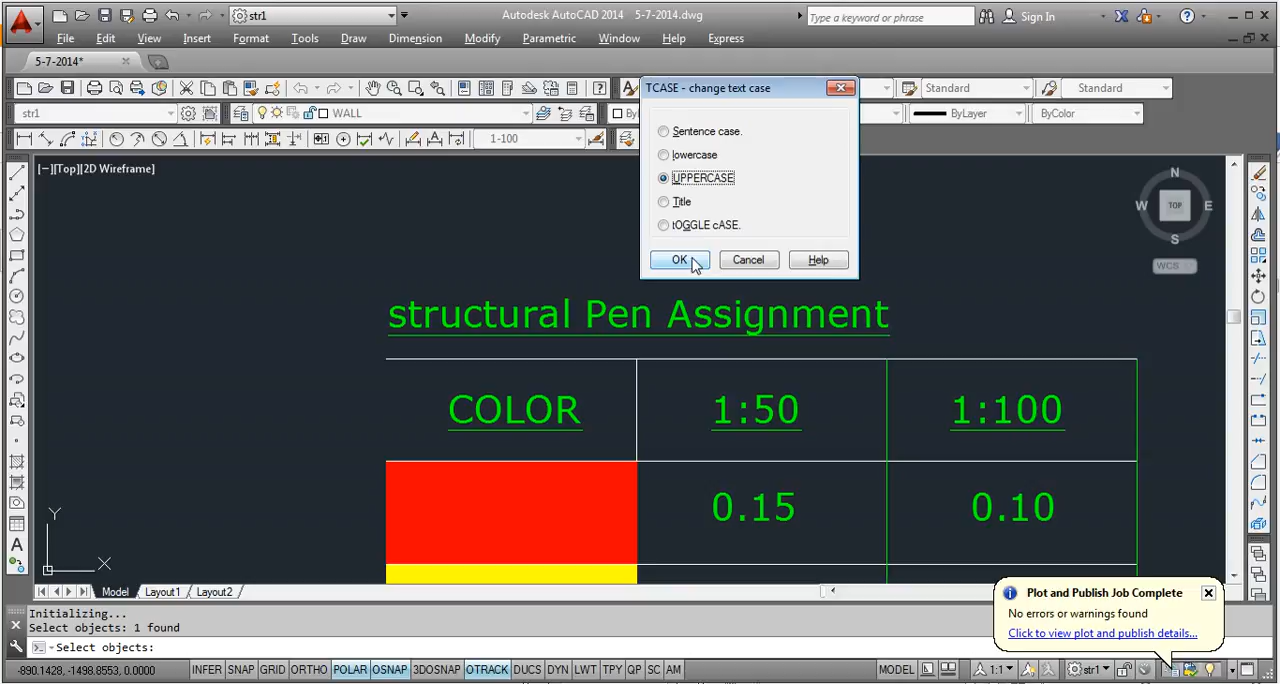 str1
Autodesk AutoCAD 2014 5-7-2014.dwg
Type a keyword or phrase
Sign In
File Edit View Insert Format Tools Draw Dimension Modify Parametric Window Help Express
5-7-2014*
Standard
Standard
str1
WALL
ByLayer
ByColor
1-100
TCASE - change text case
Sentence case.
lowercase
UPPERCASE
Title
tOGGLE cASE.
OK Cancel Help
[−][Top][2D Wireframe]
N
W TOP E
S
WCS
structural Pen Assignment
COLOR 1:50 1:100
0.15 0.10
Y
X
Model Layout1 Layout2
Plot and Publish Job Complete
No errors or warnings found
Click to view plot and publish details...
Initializing...
Select objects: 1 found
Select objects:
-890.1428, -1498.8553, 0.0000 INFER SNAP GRID ORTHO POLAR OSNAP 3DOSNAP OTRACK DUCS DYN LWT TPY QP SC AM MODEL 1:1 str1